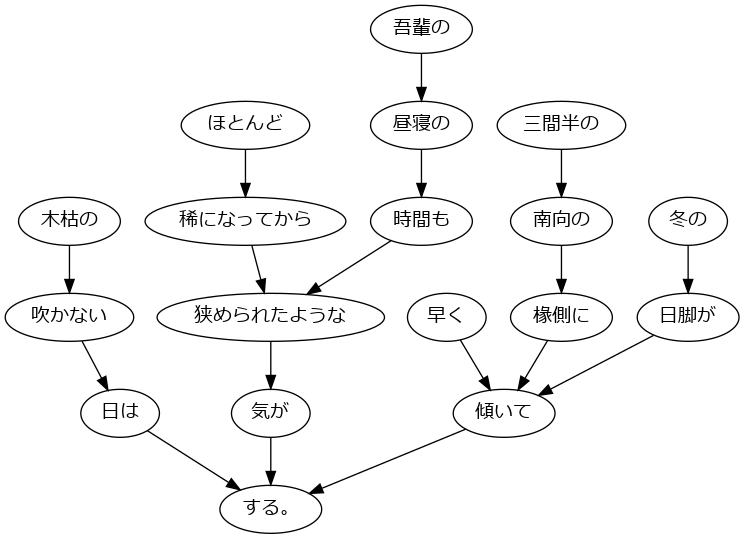 吾輩の
ほとんど
昼寝の
三間半の
木枯の
稀になってから
時間も
南向の
冬の
吹かない
狭められたような
早く
椽側に
日脚が
日は
気が
傾いて
する。